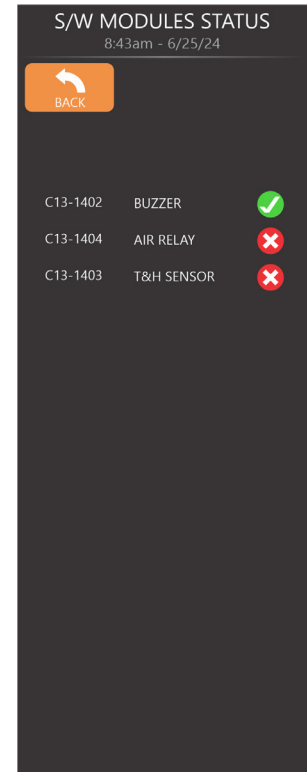 S/W MODULES STATUS
8:43am - 6/25/24
BACK
C13-1402 BUZZER
C13-1404 AIR RELAY
C13-1403 T&H SENSOR